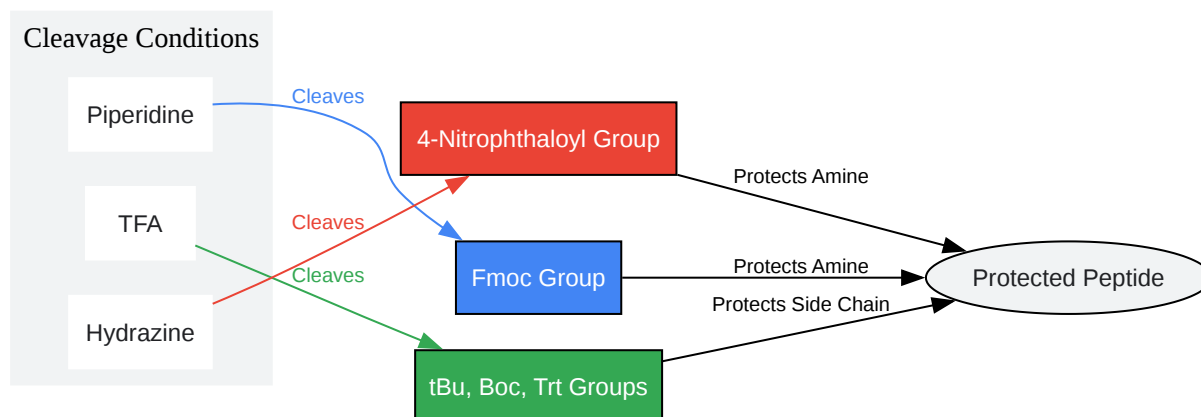 Cleavage Conditions
Piperidine
TFA
Hydrazine
Cleaves
Cleaves
Cleaves
4-Nitrophthaloyl Group
Fmoc Group
tBu, Boc, Trt Groups
Protects Amine
Protects Amine
Protects Side Chain
Protected Peptide